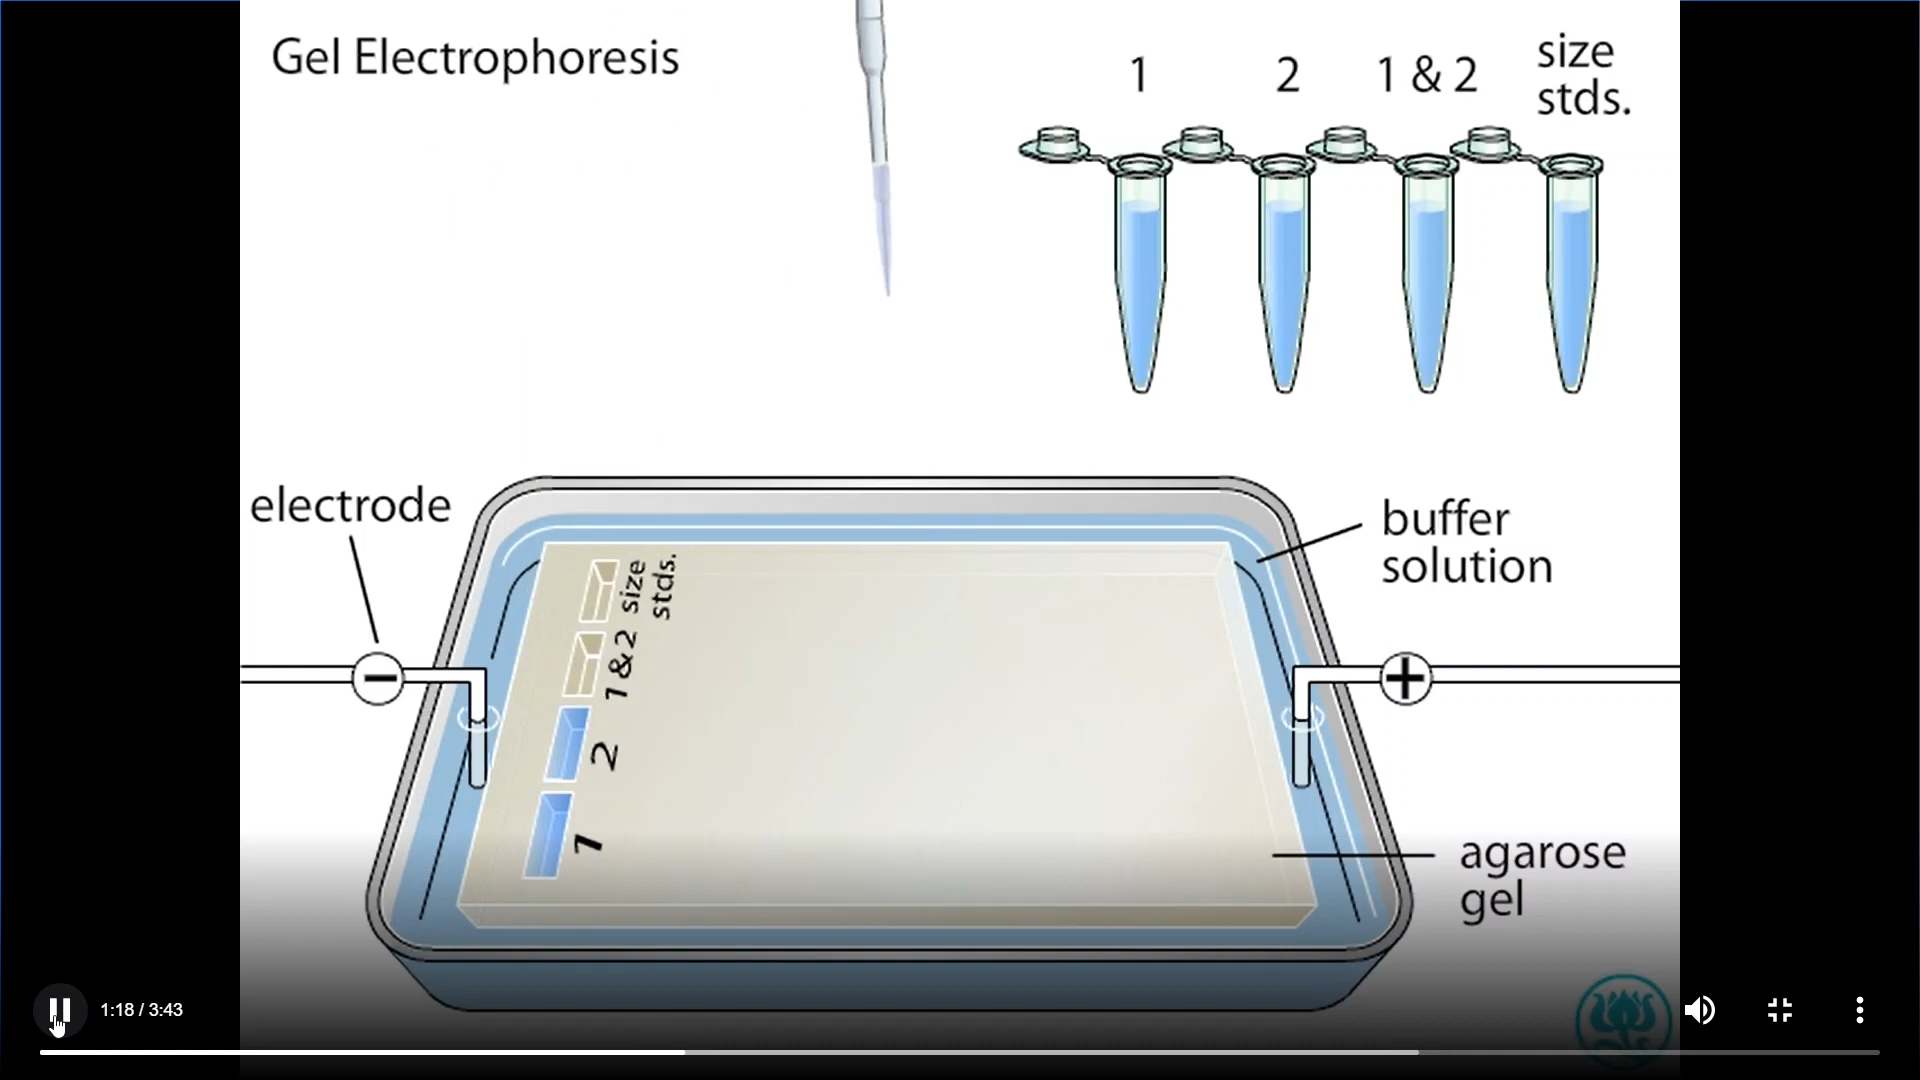 Gel Electrophoresis
1
2
1 & 2
size
stds.
electrode
buffer
solution
size
stds.
1 & 2
2
1
−
+
agarose
gel
1:18 / 3:43